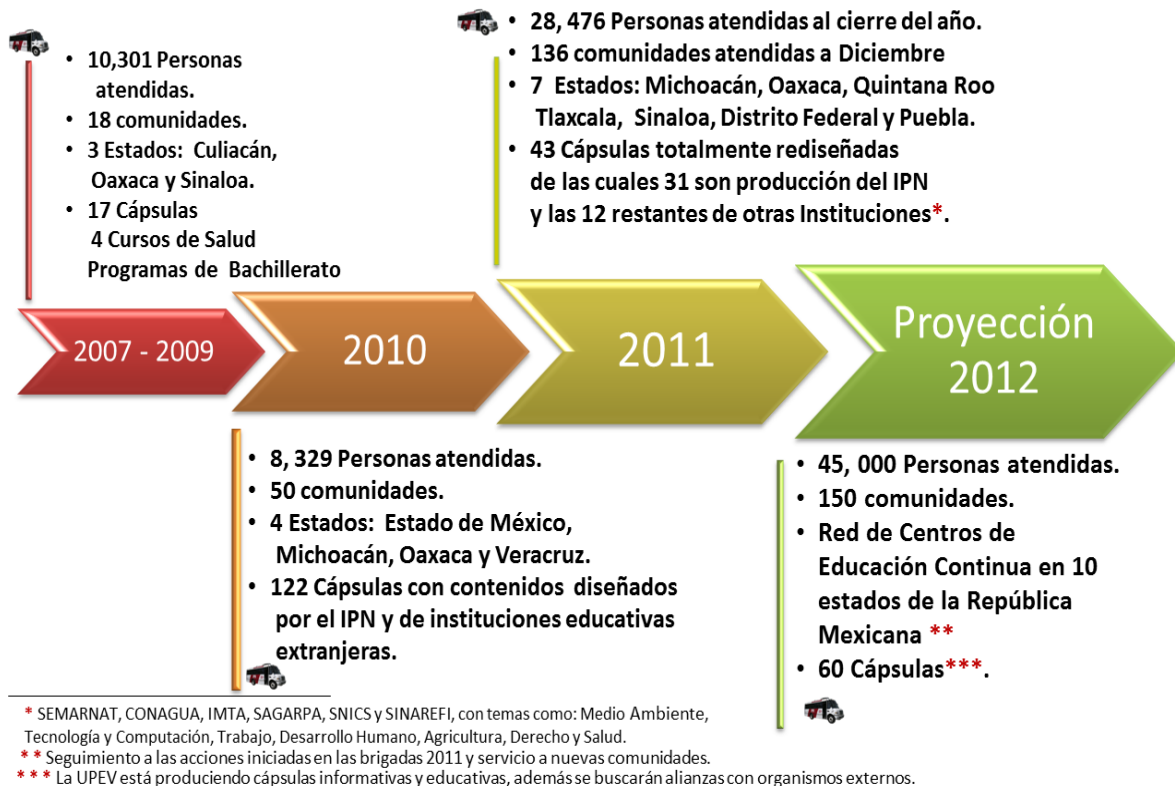 • 10,301 Personas
atendidas.
• 18 comunidades.
• 3 Estados: Culiacán,
Oaxaca y Sinaloa.
• 17 Cápsulas
4 Cursos de Salud
Programas de Bachillerato
• 28, 476 Personas atendidas al cierre del año.
• 136 comunidades atendidas a Diciembre
• 7 Estados: Michoacán, Oaxaca, Quintana Roo
Tlaxcala, Sinaloa, Distrito Federal y Puebla.
• 43 Cápsulas totalmente rediseñadas
de las cuales 31 son producción del IPN
y las 12 restantes de otras Instituciones*.
2007 - 2009
2010
2011
Proyección
2012
• 8, 329 Personas atendidas.
• 50 comunidades.
• 4 Estados: Estado de México,
Michoacán, Oaxaca y Veracruz.
• 122 Cápsulas con contenidos diseñados
por el IPN y de instituciones educativas
extranjeras.
• 45, 000 Personas atendidas.
• 150 comunidades.
• Red de Centros de
Educación Continua en 10
estados de la República
Mexicana **
• 60 Cápsulas***.
* SEMARNAT, CONAGUA, IMTA, SAGARPA, SNICS y SINAREFI, con temas como: Medio Ambiente,
Tecnología y Computación, Trabajo, Desarrollo Humano, Agricultura, Derecho y Salud.
* * Seguimiento a las acciones iniciadas en las brigadas 2011 y servicio a nuevas comunidades.
* * * La UPEV está produciendo cápsulas informativas y educativas, además se buscarán alianzas con organismos externos.